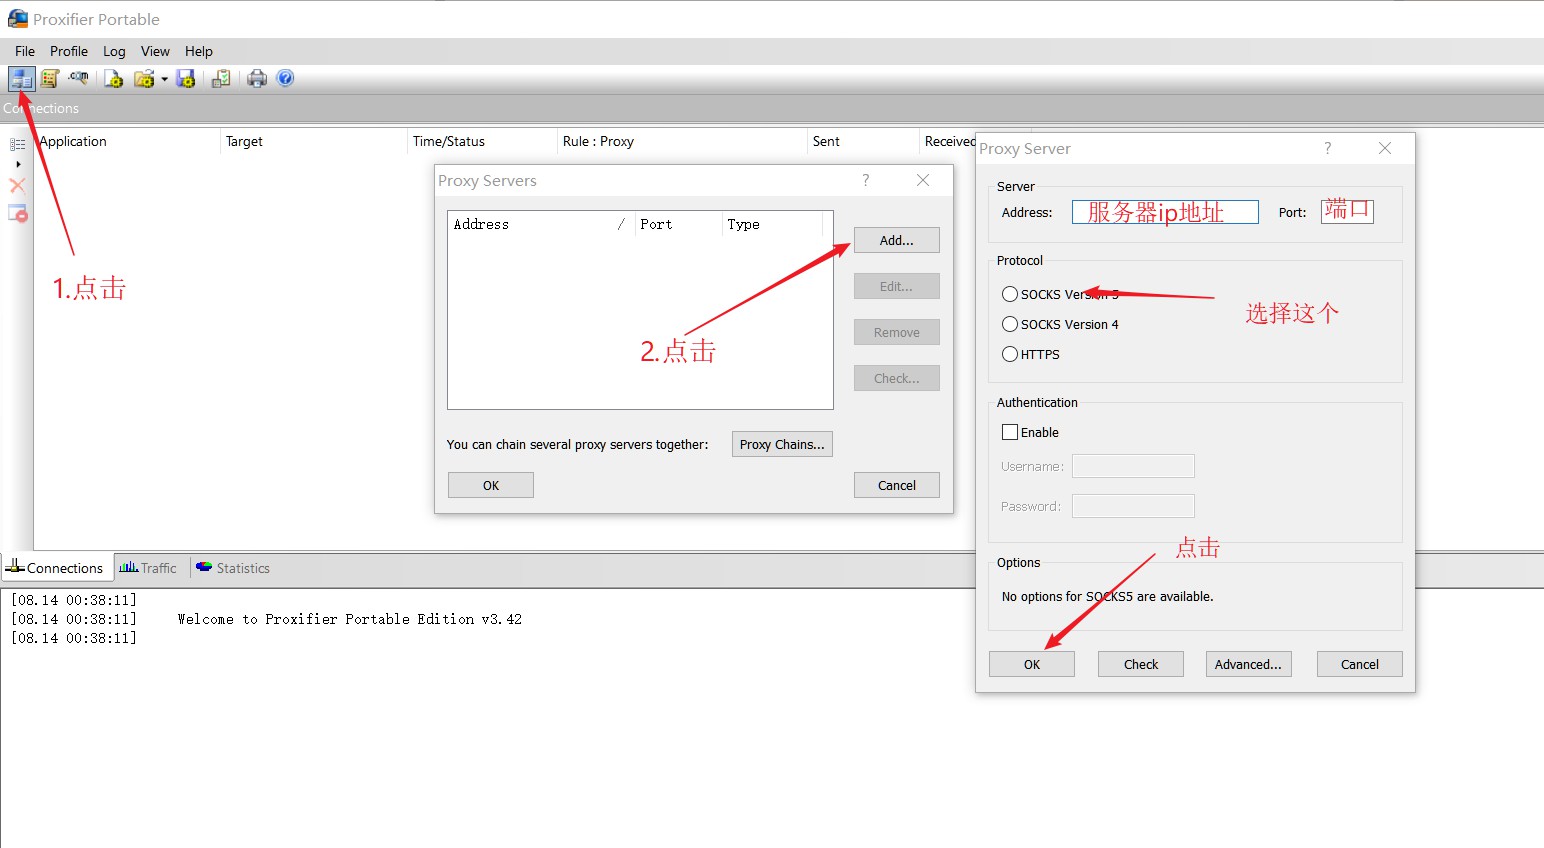 Proxifier Portable
File Profile Log View Help
Connections
Application Target Time/Status Rule : Proxy Sent Received
1.点击
Proxy Servers ? ×
Address / Port Type
Add...
Edit...
Remove
Check...
2.点击
You can chain several proxy servers together: Proxy Chains...
OK Cancel
Proxy Server ? ×
Server
Address: 服务器ip地址 Port: 端口
Protocol
SOCKS Version 5
选择这个
SOCKS Version 4
HTTPS
Authentication
Enable
Username:
Password:
点击
Options
No options for SOCKS5 are available.
OK Check Advanced... Cancel
Connections Traffic Statistics
[08.14 00:38:11]
[08.14 00:38:11] Welcome to Proxifier Portable Edition v3.42
[08.14 00:38:11]